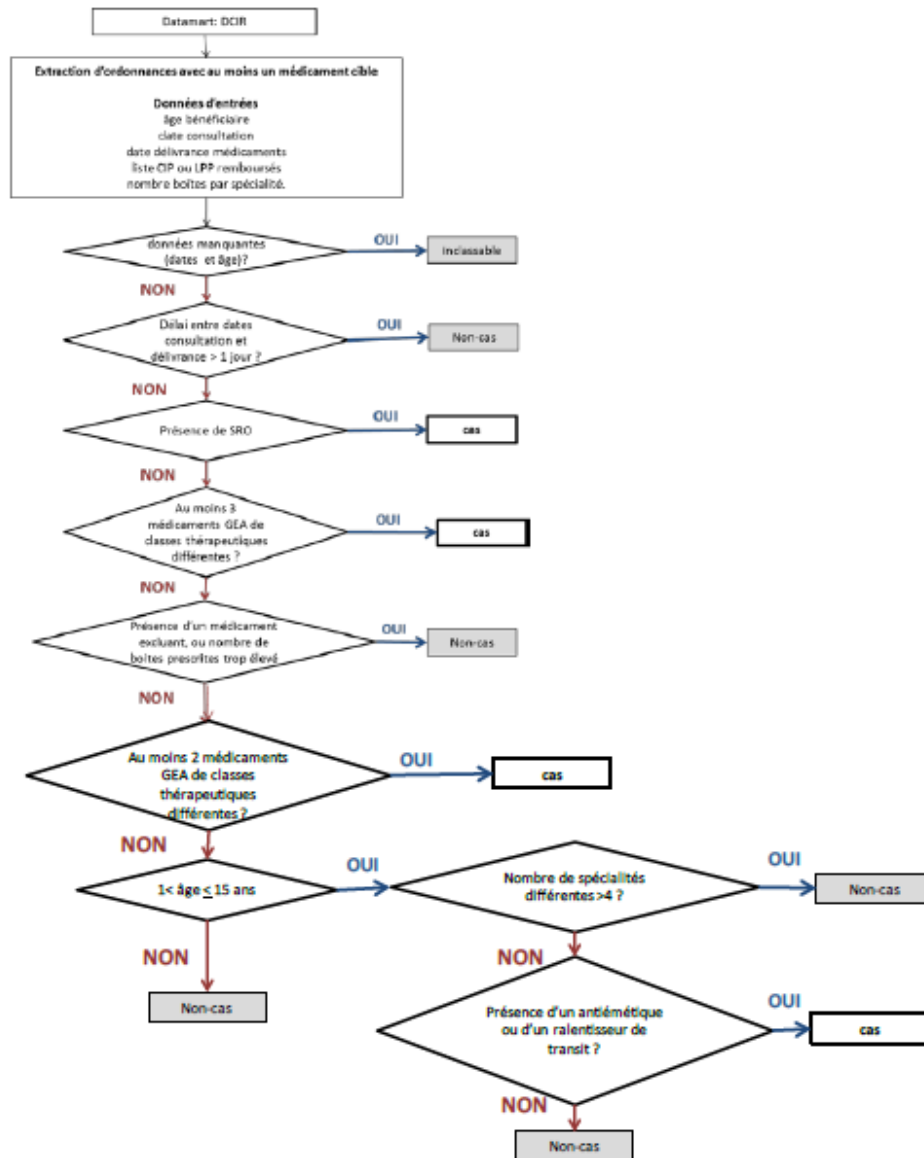 Datamart: DCIR
Extraction d'ordonnances avec au moins un médicament cible
Données d'entrées
âge bénéficiaire
date consultation
date délivrance médicaments
liste CIP ou LPP remboursés
nombre boîtes par spécialité.
données manquantes
(dates et âge)?
OUI
Inclassable
NON
Délai entre dates
consultation et
délivrance > 1 jour ?
OUI
Non-cas
NON
Présence de SRO
OUI
cas
NON
Au moins 3
médicaments GEA de
classes thérapeutiques
différentes ?
OUI
cas
NON
Présence d'un médicament
excluant, ou nombre de
boites prescrites trop élevé
OUI
Non-cas
NON
Au moins 2 médicaments
GEA de classes
thérapeutiques
différentes ?
OUI
cas
NON
1< âge ≤ 15 ans
OUI
Nombre de spécialités
différentes >4 ?
OUI
Non-cas
NON
Non-cas
NON
Présence d'un antiémétique
ou d'un ralentisseur de
transit ?
OUI
cas
NON
Non-cas